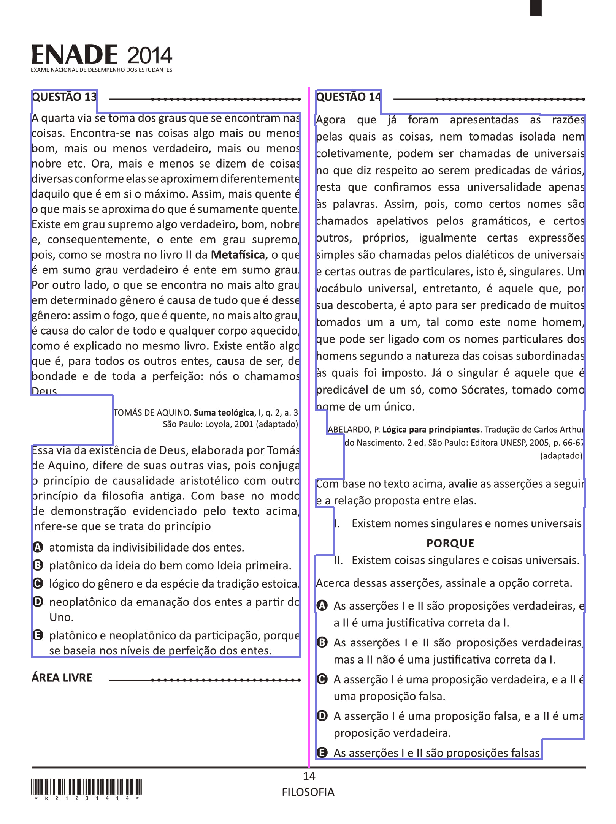 ENADE 2014
EXAME NACIONAL DE DESEMPENHO DOS ESTUDANTES
QUESTÃO 13
A quarta via se toma dos graus que se encontram nas
coisas. Encontra-se nas coisas algo mais ou menos
bom, mais ou menos verdadeiro, mais ou menos
nobre etc. Ora, mais e menos se dizem de coisas
diversas conforme elas se aproximem diferentemente
daquilo que é em si o máximo. Assim, mais quente é
o que mais se aproxima do que é sumamente quente.
Existe em grau supremo algo verdadeiro, bom, nobre
e, consequentemente, o ente em grau supremo,
pois, como se mostra no livro II da Metafísica, o que
é em sumo grau verdadeiro é ente em sumo grau.
Por outro lado, o que se encontra no mais alto grau
em determinado gênero é causa de tudo que é desse
gênero: assim o fogo, que é quente, no mais alto grau,
é causa do calor de todo e qualquer corpo aquecido,
como é explicado no mesmo livro. Existe então algo
que é, para todos os outros entes, causa de ser, de
bondade e de toda a perfeição: nós o chamamos
Deus.
TOMÁS DE AQUINO. Suma teológica, I, q. 2, a. 3.
São Paulo: Loyola, 2001 (adaptado).
Essa via da existência de Deus, elaborada por Tomás
de Aquino, difere de suas outras vias, pois conjuga
o princípio de causalidade aristotélico com outro
princípio da filosofia antiga. Com base no modo
de demonstração evidenciado pelo texto acima,
infere-se que se trata do princípio
A atomista da indivisibilidade dos entes.
B platônico da ideia do bem como Ideia primeira.
C lógico do gênero e da espécie da tradição estoica.
D neoplatônico da emanação dos entes a partir do
Uno.
E platônico e neoplatônico da participação, porque
se baseia nos níveis de perfeição dos entes.
ÁREA LIVRE
QUESTÃO 14
Agora que já foram apresentadas as razões
pelas quais as coisas, nem tomadas isolada nem
coletivamente, podem ser chamadas de universais
no que diz respeito ao serem predicadas de vários,
resta que confiramos essa universalidade apenas
às palavras. Assim, pois, como certos nomes são
chamados apelativos pelos gramáticos, e certos
outros, próprios, igualmente certas expressões
simples são chamadas pelos dialéticos de universais
e certas outras de particulares, isto é, singulares. Um
vocábulo universal, entretanto, é aquele que, por
sua descoberta, é apto para ser predicado de muitos
tomados um a um, tal como este nome homem,
que pode ser ligado com os nomes particulares dos
homens segundo a natureza das coisas subordinadas
às quais foi imposto. Já o singular é aquele que é
predicável de um só, como Sócrates, tomado como
nome de um único.
ABELARDO, P. Lógica para principiantes. Tradução de Carlos Arthur
do Nascimento. 2 ed. São Paulo: Editora UNESP, 2005, p. 66-67
(adaptado).
Com base no texto acima, avalie as asserções a seguir
e a relação proposta entre elas.
I. Existem nomes singulares e nomes universais
PORQUE
II. Existem coisas singulares e coisas universais.
Acerca dessas asserções, assinale a opção correta.
A As asserções I e II são proposições verdadeiras, e
a II é uma justificativa correta da I.
B As asserções I e II são proposições verdadeiras,
mas a II não é uma justificativa correta da I.
C A asserção I é uma proposição verdadeira, e a II é
uma proposição falsa.
D A asserção I é uma proposição falsa, e a II é uma
proposição verdadeira.
E As asserções I e II são proposições falsas.
14
FILOSOFIA